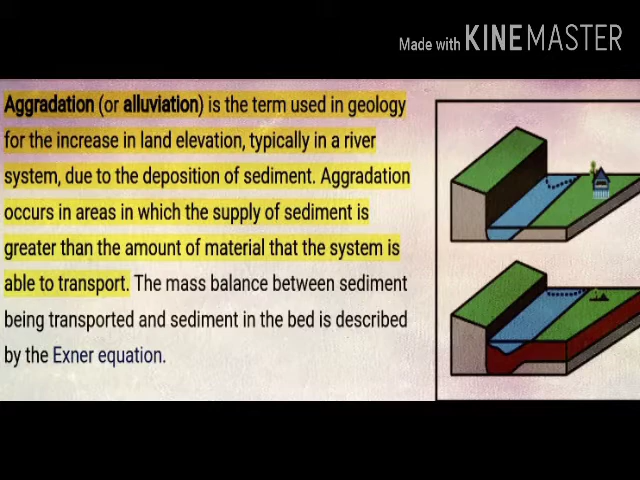 Made with KINEMASTER
Aggradation (or alluviation) is the term used in geology
for the increase in land elevation, typically in a river
system, due to the deposition of sediment. Aggradation
occurs in areas in which the supply of sediment is
greater than the amount of material that the system is
able to transport. The mass balance between sediment
being transported and sediment in the bed is described
by the Exner equation.